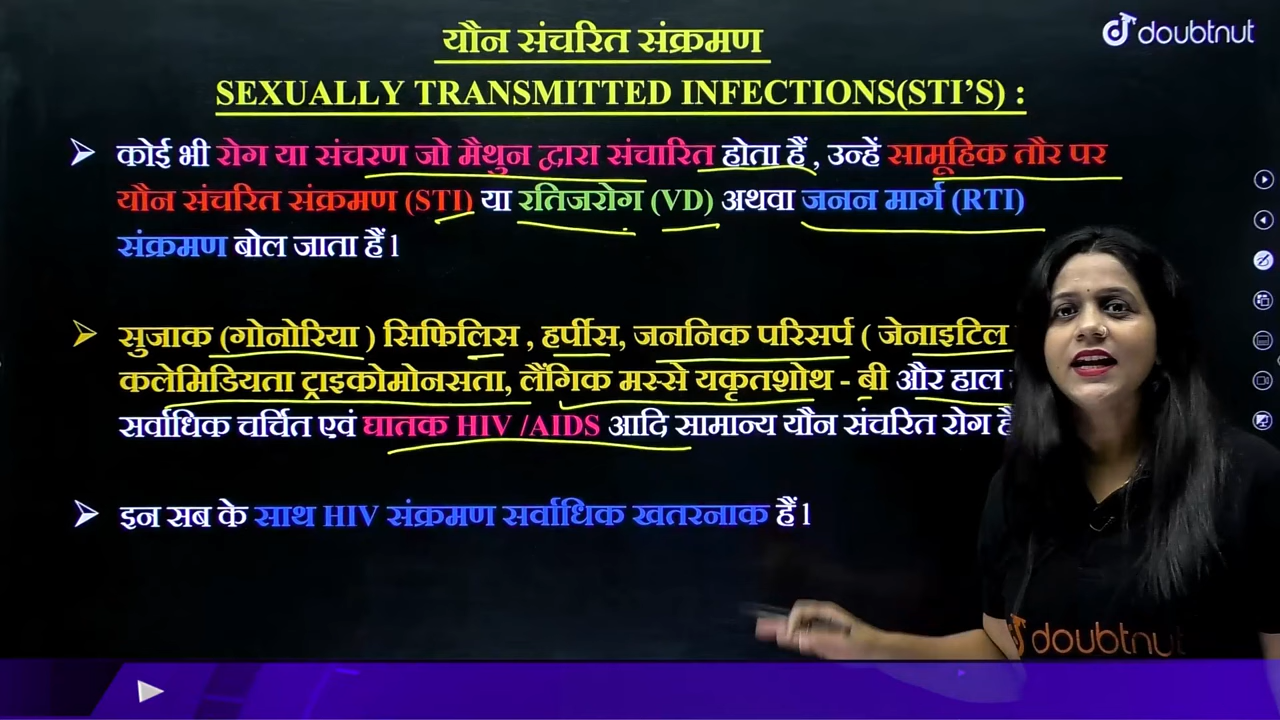 यौन संचरित संक्रमण
doubtnut
SEXUALLY TRANSMITTED INFECTIONS(STI’S) :
कोई भी रोग या संचरण जो मैथुन द्वारा संचारित होता हैं , उन्हें सामूहिक तौर पर
यौन संचरित संक्रमण (STI) या रतिजरोग (VD) अथवा जनन मार्ग (RTI)
संक्रमण बोल जाता हैं l
सुजाक (गोनोरिया ) सिफिलिस , हर्पीस, जननिक परिसर्प ( जेनाइटिल
कलेमिडियता ट्राइकोमोनसता, लैंगिक मस्से यकृतशोथ - बी और हाल
सर्वाधिक चर्चित एवं घातक HIV /AIDS आदि सामान्य यौन संचरित रोग
इन सब के साथ HIV संक्रमण सर्वाधिक खतरनाक हैं l
doubtnut